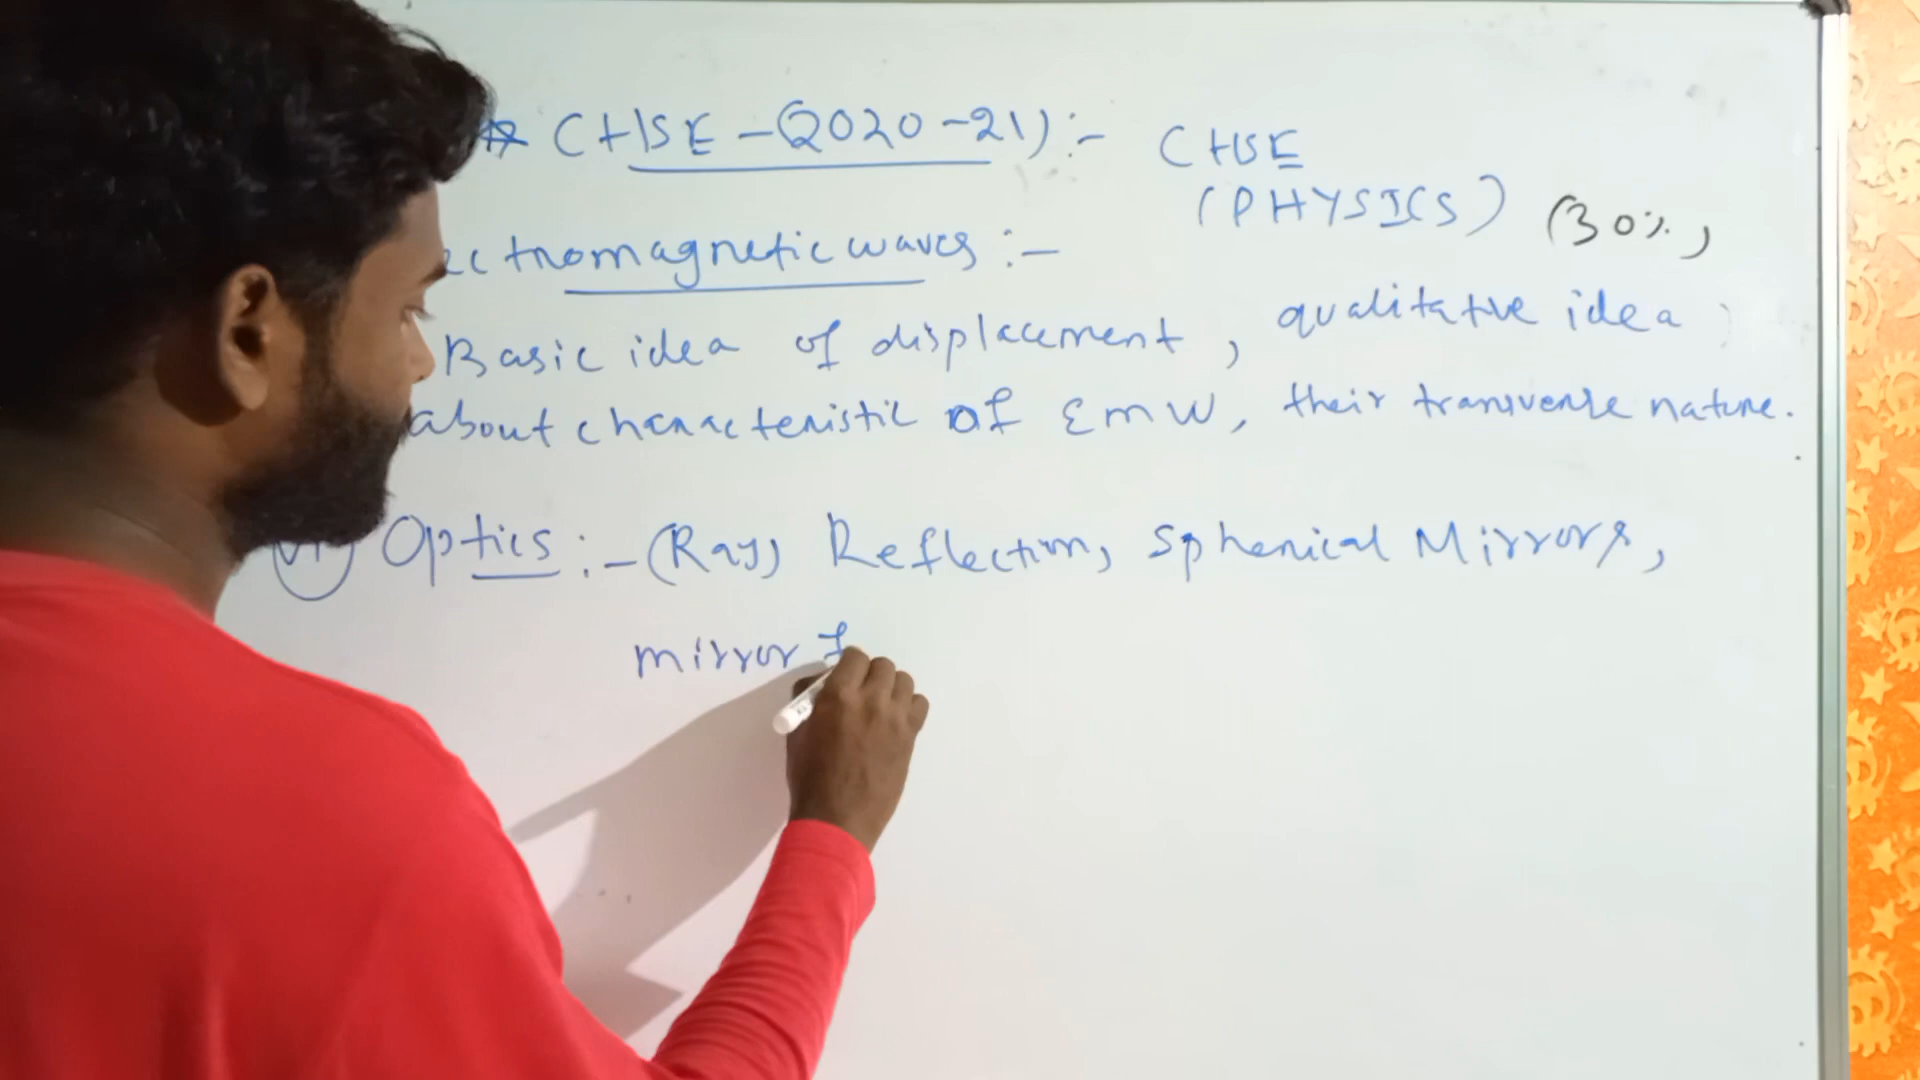 ☆ CHSE - (2020-21) :- CHSE
(PHYSICS) (30%,
ectromagnetic waves :-
Basic idea of displacement, qualitative idea
about characteristic of EMW, their transverse nature.
Optics :- (Ray) Reflection, Spherical Mirrors,
mirror f